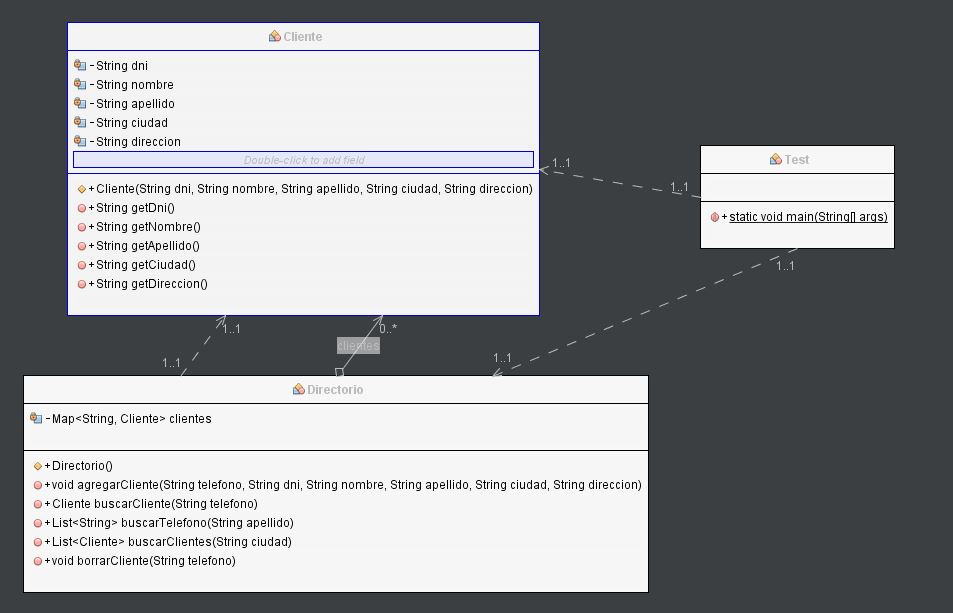 Cliente
- String dni
- String nombre
- String apellido
- String ciudad
- String direccion
Double-click to add field
+ Cliente(String dni, String nombre, String apellido, String ciudad, String direccion)
+ String getDni()
+ String getNombre()
+ String getApellido()
+ String getCiudad()
+ String getDireccion()
1..1
1..1
Test
+ static void main(String[] args)
1..1
1..1
0..*
clientes
1..1
1..1
Directorio
- Map<String, Cliente> clientes
+ Directorio()
+ void agregarCliente(String telefono, String dni, String nombre, String apellido, String ciudad, String direccion)
+ Cliente buscarCliente(String telefono)
+ List<String> buscarTelefono(String apellido)
+ List<Cliente> buscarClientes(String ciudad)
+ void borrarCliente(String telefono)